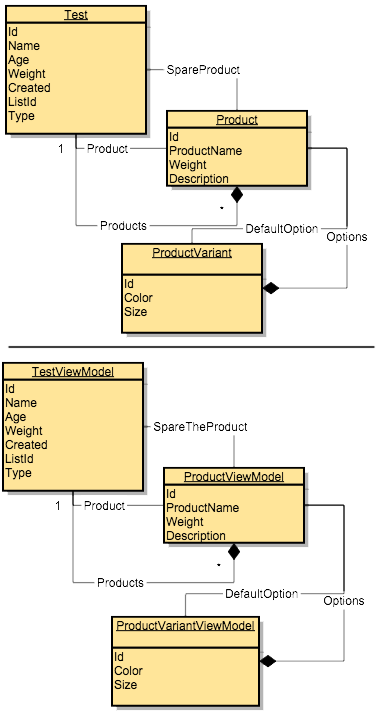 Test
Id
Name
Age
Weight
Created
ListId
Type
SpareProduct
Product
Id
ProductName
Weight
Description
1 Product
*
Products
DefaultOption
Options
ProductVariant
Id
Color
Size
TestViewModel
Id
Name
Age
Weight
Created
ListId
Type
SpareTheProduct
ProductViewModel
Id
ProductName
Weight
Description
1 Product
*
Products
DefaultOption
Options
ProductVariantViewModel
Id
Color
Size